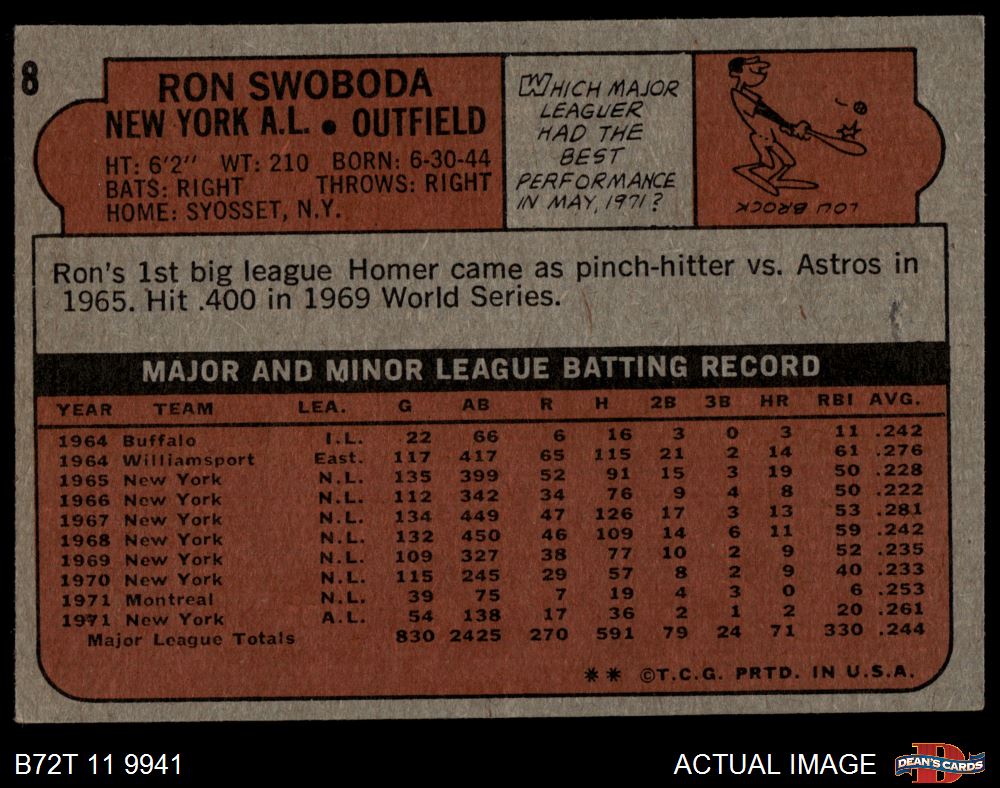 8
RON SWOBODA
NEW YORK A.L. • OUTFIELD
HT: 6'2" WT: 210 BORN: 6-30-44
BATS: RIGHT THROWS: RIGHT
HOME: SYOSSET, N.Y.
WHICH MAJOR
LEAGUER
HAD THE
BEST
PERFORMANCE
IN MAY, 1971?
LOU BROCK
Ron's 1st big league Homer came as pinch-hitter vs. Astros in
1965. Hit .400 in 1969 World Series.
MAJOR AND MINOR LEAGUE BATTING RECORD
YEAR TEAM LEA. G AB R H 2B 3B HR RBI AVG.
1964 Buffalo I.L. 22 66 6 16 3 0 3 11 .242
1964 Williamsport East. 117 417 65 115 21 2 14 61 .276
1965 New York N.L. 135 399 52 91 15 3 19 50 .228
1966 New York N.L. 112 342 34 76 9 4 8 50 .222
1967 New York N.L. 134 449 47 126 17 3 13 53 .281
1968 New York N.L. 132 450 46 109 14 6 11 59 .242
1969 New York N.L. 109 327 38 77 10 2 9 52 .235
1970 New York N.L. 115 245 29 57 8 2 9 40 .233
1971 Montreal N.L. 39 75 7 19 4 3 0 6 .253
1971 New York A.L. 54 138 17 36 2 1 2 20 .261
Major League Totals 830 2425 270 591 79 24 71 330 .244
** ©T.C.G. PRTD. IN U.S.A.
B72T 11 9941
ACTUAL IMAGE
D
DEAN'S CARDS